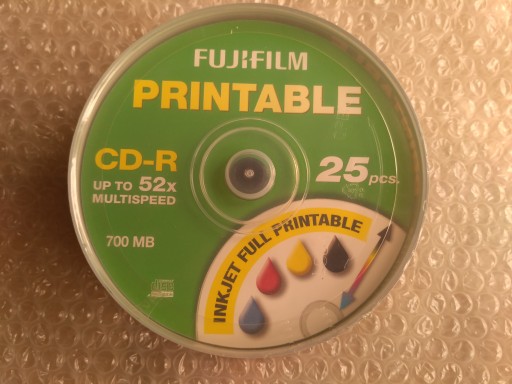 FUJIFILM
PRINTABLE
CD-R
UP TO 52x
MULTISPEED
25 pcs.
700 MB
INKJET FULL PRINTABLE